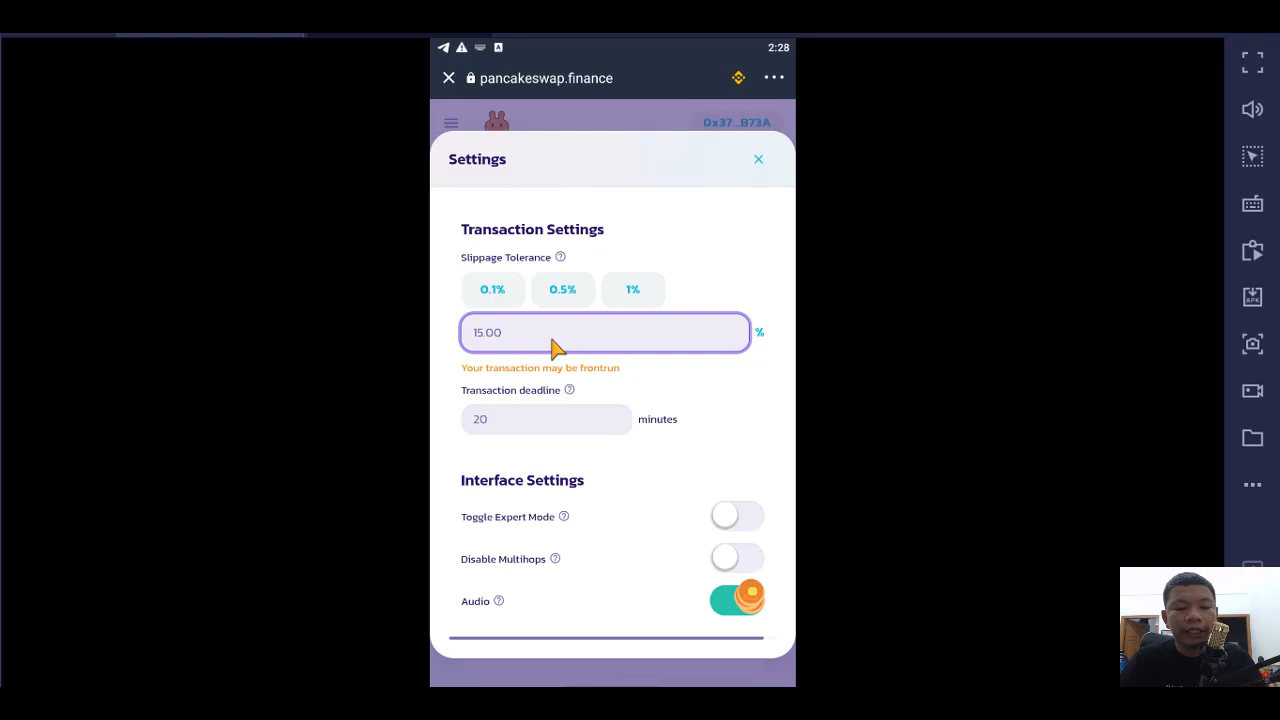 2:28
pancakeswap.finance
0x37...B73A
Settings
Transaction Settings
Slippage Tolerance
0.1% 0.5% 1%
15.00 %
Your transaction may be frontrun
Transaction deadline
20 minutes
Interface Settings
Toggle Expert Mode
Disable Multihops
Audio
APK